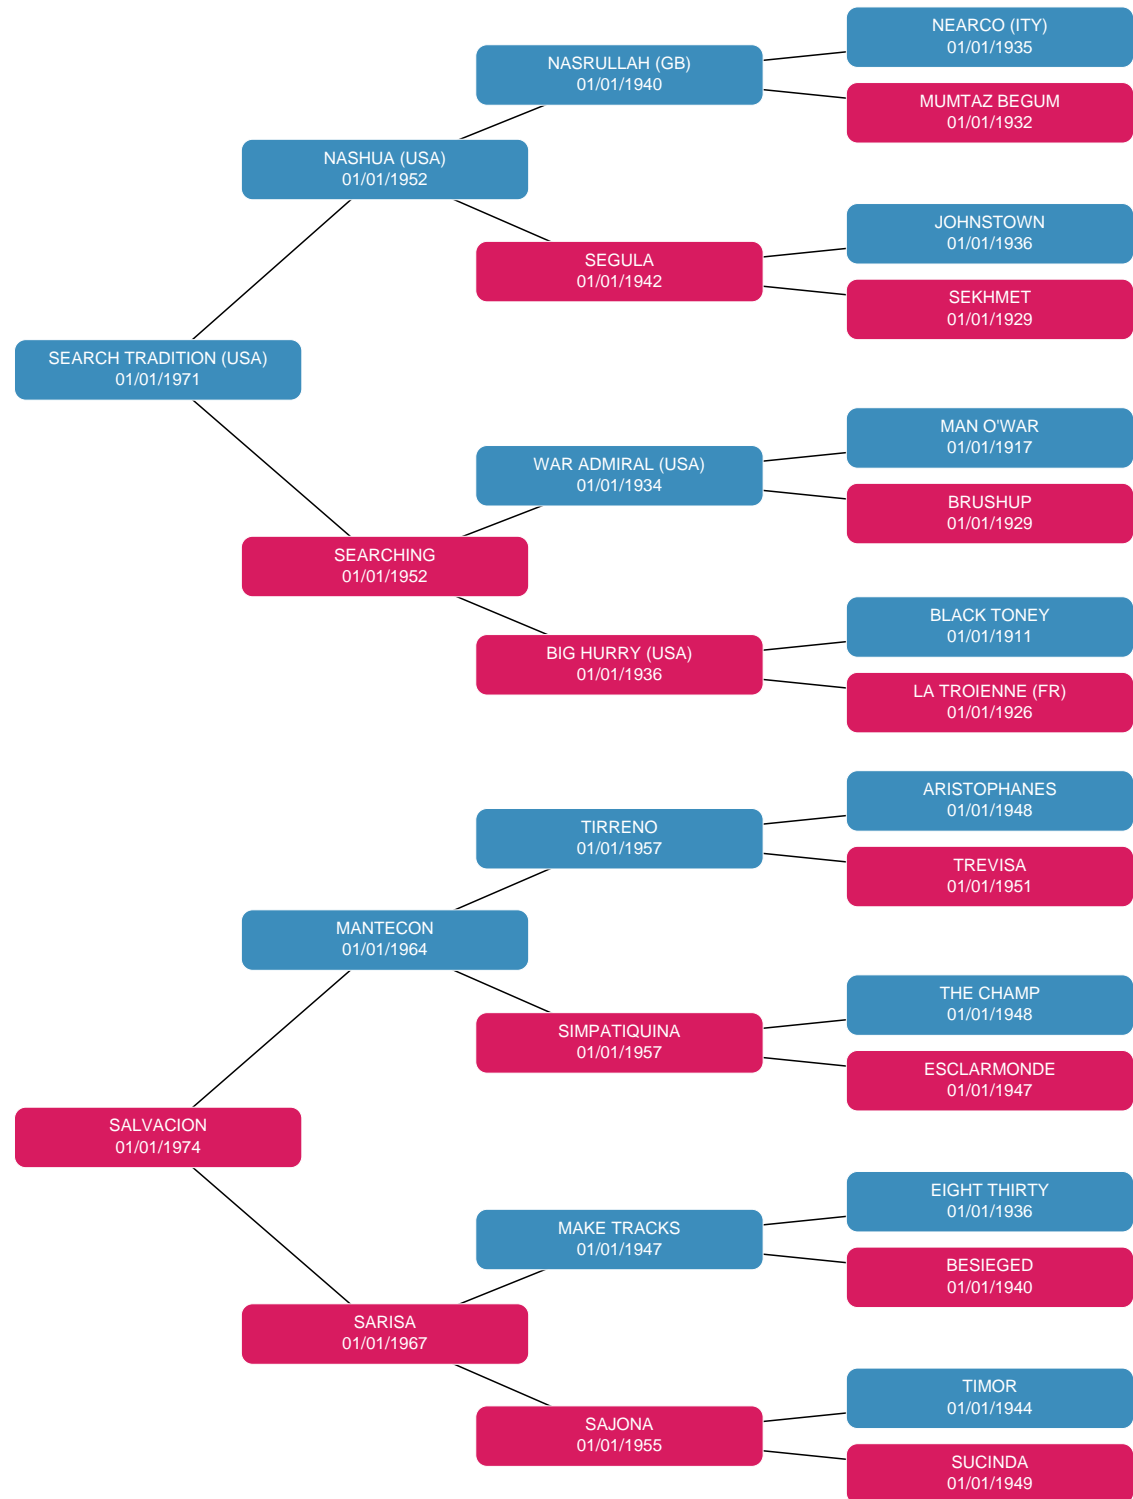 NEARCO (ITY)
01/01/1935
NASRULLAH (GB)
01/01/1940
MUMTAZ BEGUM
01/01/1932
NASHUA (USA)
01/01/1952
JOHNSTOWN
01/01/1936
SEGULA
01/01/1942
SEKHMET
01/01/1929
SEARCH TRADITION (USA)
01/01/1971
MAN O'WAR
01/01/1917
WAR ADMIRAL (USA)
01/01/1934
BRUSHUP
01/01/1929
SEARCHING
01/01/1952
BLACK TONEY
01/01/1911
BIG HURRY (USA)
01/01/1936
LA TROIENNE (FR)
01/01/1926
ARISTOPHANES
01/01/1948
TIRRENO
01/01/1957
TREVISA
01/01/1951
MANTECON
01/01/1964
THE CHAMP
01/01/1948
SIMPATIQUINA
01/01/1957
ESCLARMONDE
01/01/1947
SALVACION
01/01/1974
EIGHT THIRTY
01/01/1936
MAKE TRACKS
01/01/1947
BESIEGED
01/01/1940
SARISA
01/01/1967
TIMOR
01/01/1944
SAJONA
01/01/1955
SUCINDA
01/01/1949